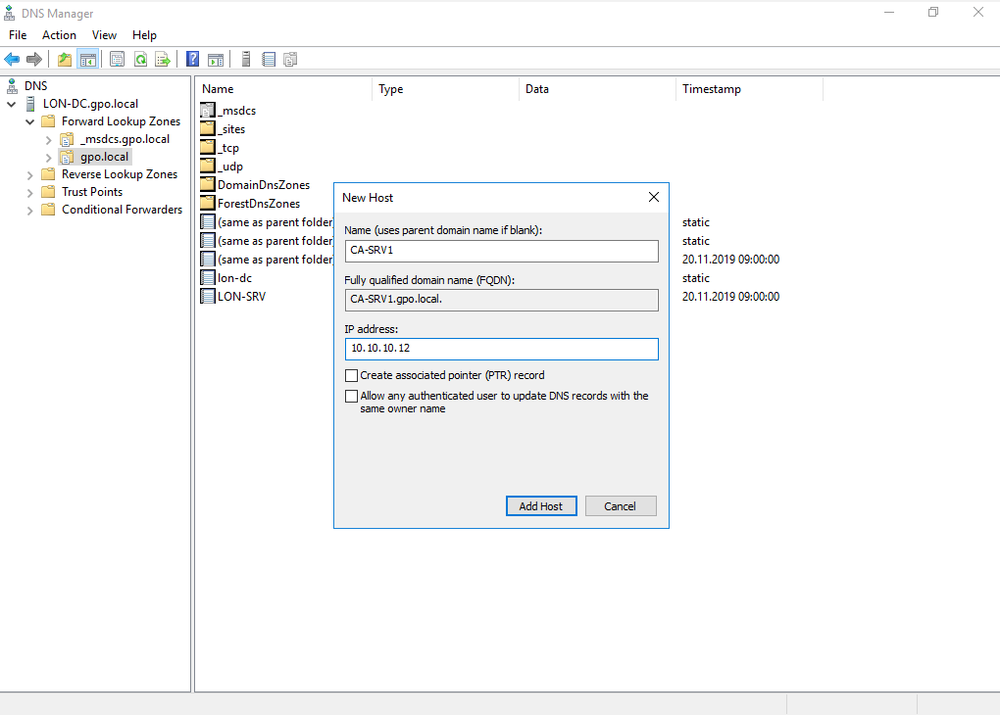 DNS Manager
File Action View Help
DNS
LON-DC.gpo.local
Forward Lookup Zones
_msdcs.gpo.local
gpo.local
Reverse Lookup Zones
Trust Points
Conditional Forwarders
Name Type Data Timestamp
_msdcs
_sites
_tcp
_udp
DomainDnsZones
ForestDnsZones
(same as parent folder static
(same as parent folder static
(same as parent folder 20.11.2019 09:00:00
lon-dc static
LON-SRV 20.11.2019 09:00:00
New Host
Name (uses parent domain name if blank):
CA-SRV1
Fully qualified domain name (FQDN):
CA-SRV1.gpo.local.
IP address:
10.10.10.12
Create associated pointer (PTR) record
Allow any authenticated user to update DNS records with the
same owner name
Add Host Cancel